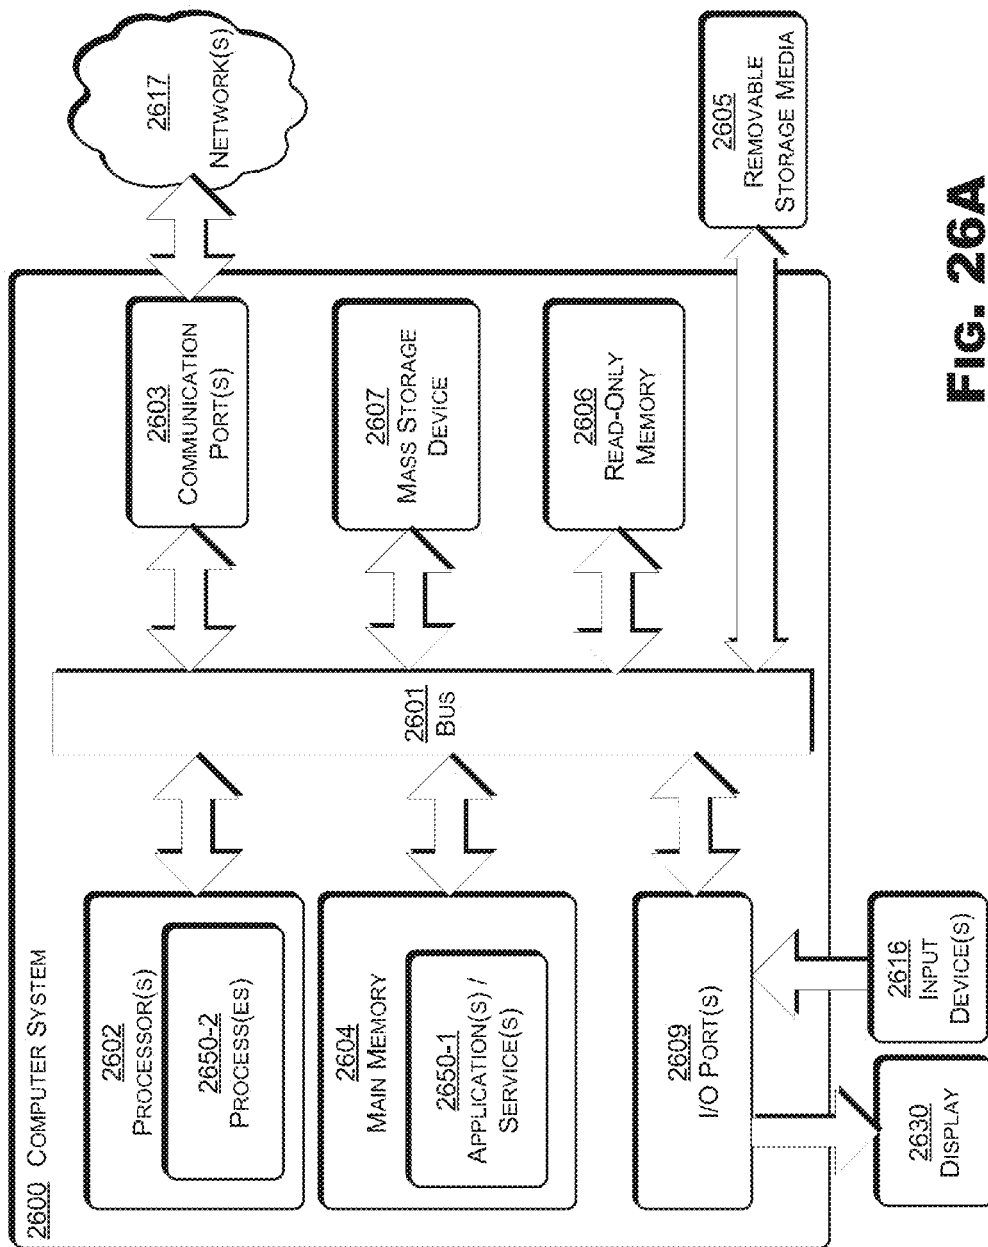 2600 COMPUTER SYSTEM
2602
PROCESSOR(S)
2650-2
PROCESS(ES)
2604
MAIN MEMORY
2650-1
APPLICATION(S) /
SERVICE(S)
2609
I/O PORT(S)
2630
DISPLAY
2616
INPUT
DEVICE(S)
2601
BUS
2603
COMMUNICATION
PORT(S)
2607
MASS STORAGE
DEVICE
2606
READ-ONLY
MEMORY
2617
NETWORK(S)
2605
REMOVABLE
STORAGE MEDIA
FIG. 26A